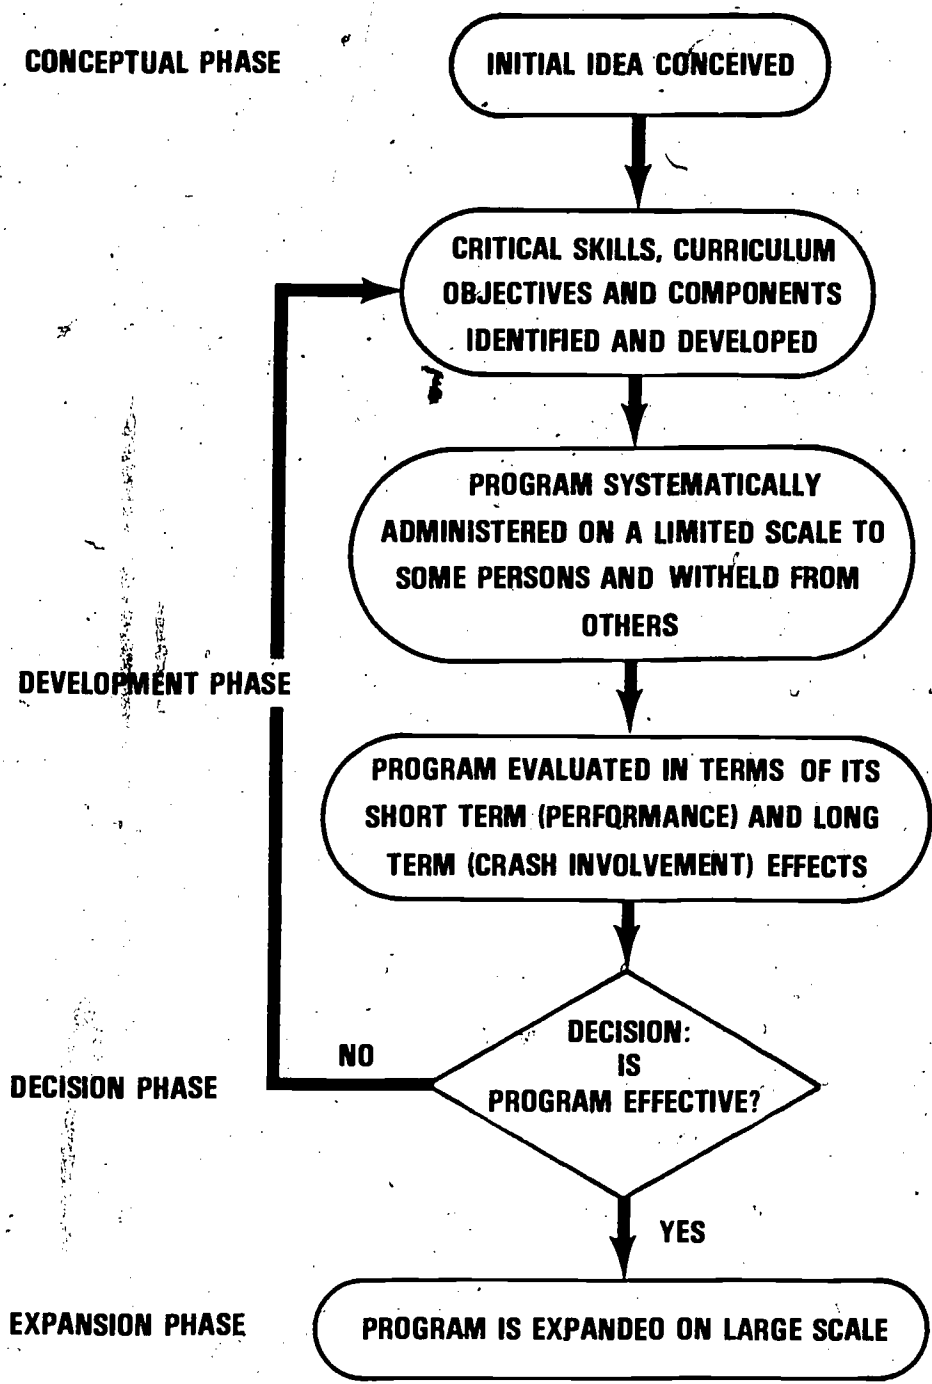 CONCEPTUAL PHASE
INITIAL IDEA CONCEIVED
CRITICAL SKILLS, CURRICULUM
OBJECTIVES AND COMPONENTS
IDENTIFIED AND DEVELOPED
PROGRAM SYSTEMATICALLY
ADMINISTERED ON A LIMITED SCALE TO
SOME PERSONS AND WITHELD FROM
OTHERS
DEVELOPMENT PHASE
PROGRAM EVALUATED IN TERMS OF ITS
SHORT TERM (PERFORMANCE) AND LONG
TERM (CRASH INVOLVEMENT) EFFECTS
DECISION:
IS
PROGRAM EFFECTIVE?
NO
DECISION PHASE
YES
EXPANSION PHASE
PROGRAM IS EXPANDED ON LARGE SCALE